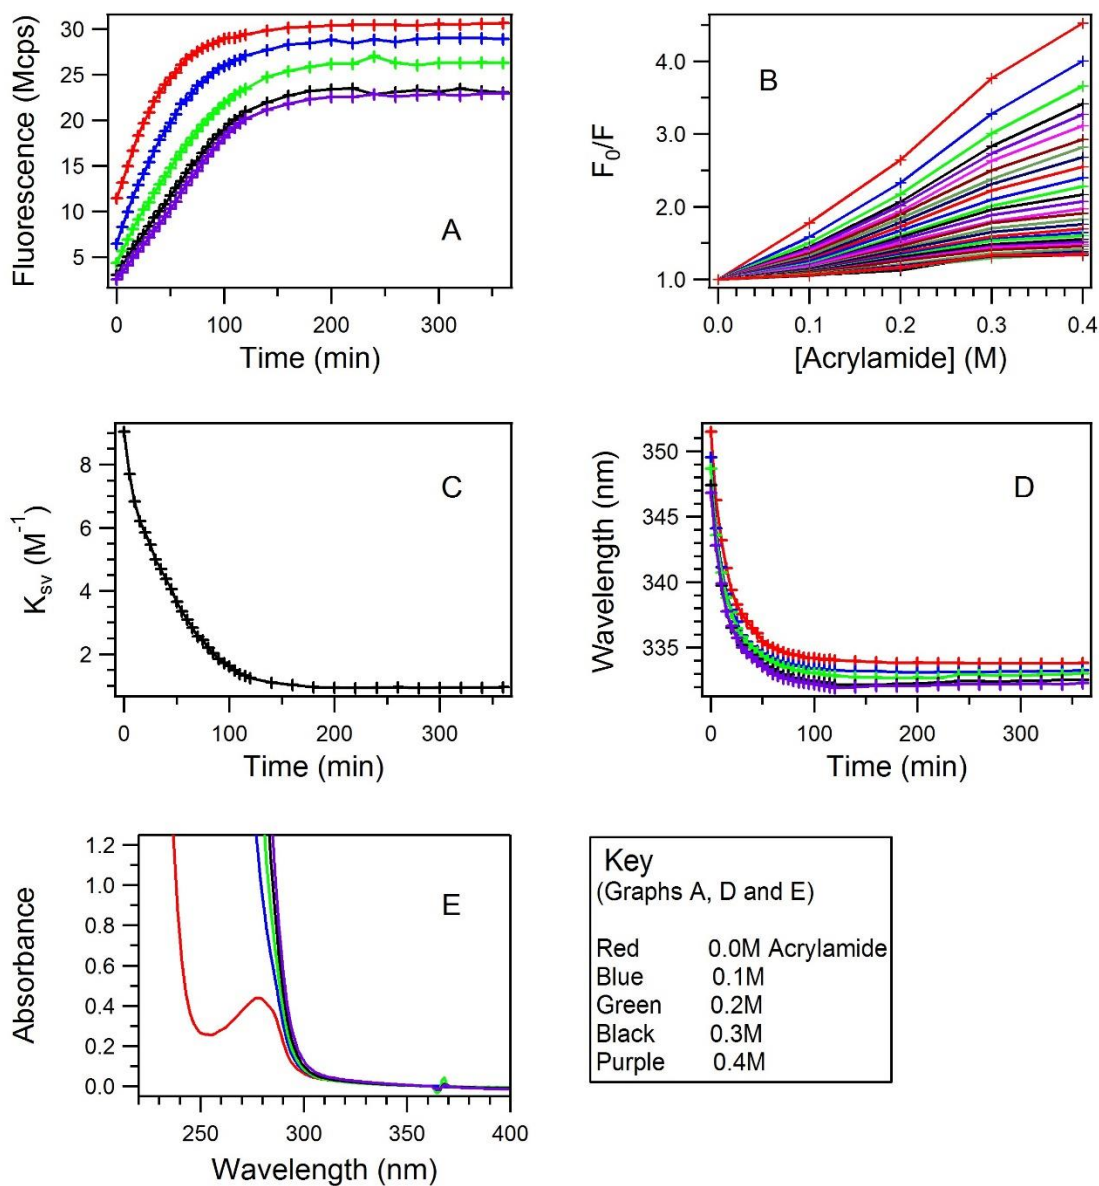 Fluorescence (Mcps)
30
25
20
15
10
5
0
100
200
300
Time (min)
A
F₀/F
4.0
3.0
2.0
1.0
0.0
0.1
0.2
0.3
0.4
[Acrylamide] (M)
B
Kₛᵥ (M⁻¹)
8
6
4
2
0
100
200
300
Time (min)
C
Wavelength (nm)
350
345
340
335
0
100
200
300
Time (min)
D
Absorbance
1.2
1.0
0.8
0.6
0.4
0.2
0.0
250
300
350
400
Wavelength (nm)
E
Key
(Graphs A, D and E)
Red 0.0M Acrylamide
Blue 0.1M
Green 0.2M
Black 0.3M
Purple 0.4M